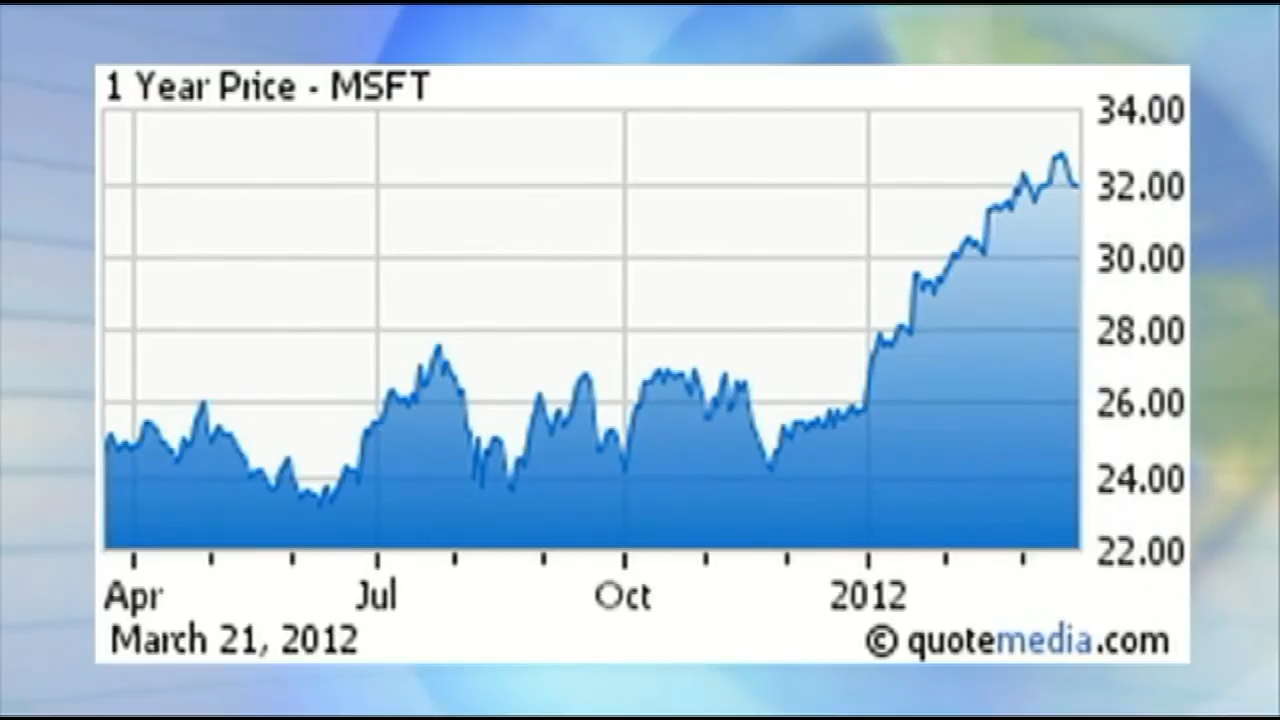 1 Year Price - MSFT
34.00
32.00
30.00
28.00
26.00
24.00
22.00
Apr Jul Oct 2012
March 21, 2012 © quotemedia.com